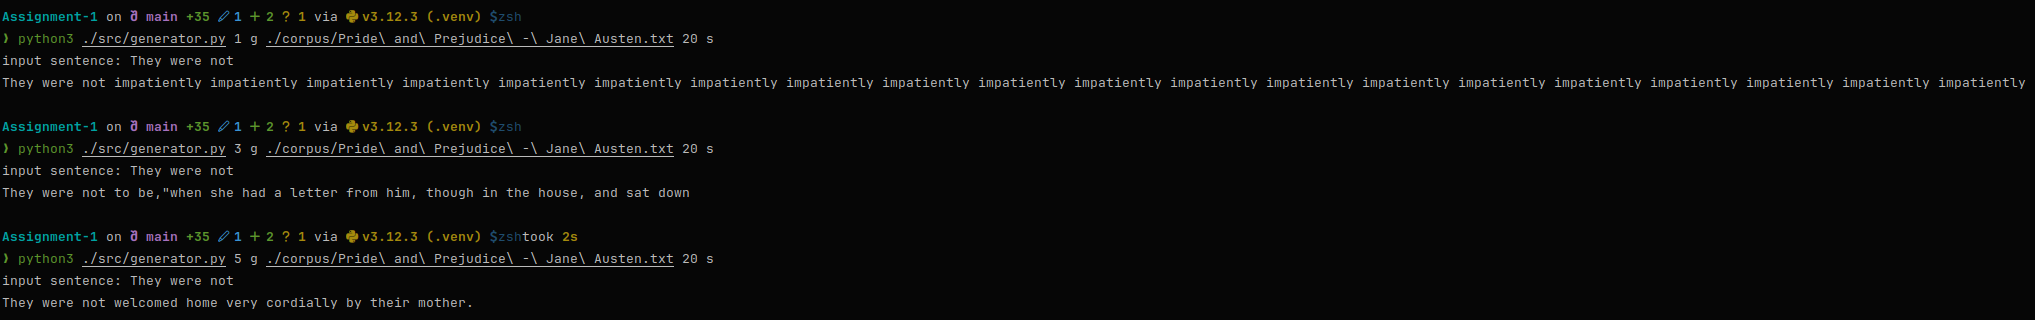 Assignment-1 on main +35 1 + 2 ? 1 via v3.12.3 (.venv) $zsh
❯ python3 ./src/generator.py 1 g ./corpus/Pride\ and\ Prejudice\ -\ Jane\ Austen.txt 20 s
input sentence: They were not
They were not impatiently impatiently impatiently impatiently impatiently impatiently impatiently impatiently impatiently impatiently impatiently impatiently impatiently impatiently impatiently impatiently impatiently impatiently impatiently impatiently
Assignment-1 on main +35 1 + 2 ? 1 via v3.12.3 (.venv) $zsh
❯ python3 ./src/generator.py 3 g ./corpus/Pride\ and\ Prejudice\ -\ Jane\ Austen.txt 20 s
input sentence: They were not
They were not to be,"when she had a letter from him, though in the house, and sat down
Assignment-1 on main +35 1 + 2 ? 1 via v3.12.3 (.venv) $zshtook 2s
❯ python3 ./src/generator.py 5 g ./corpus/Pride\ and\ Prejudice\ -\ Jane\ Austen.txt 20 s
input sentence: They were not
They were not welcomed home very cordially by their mother.